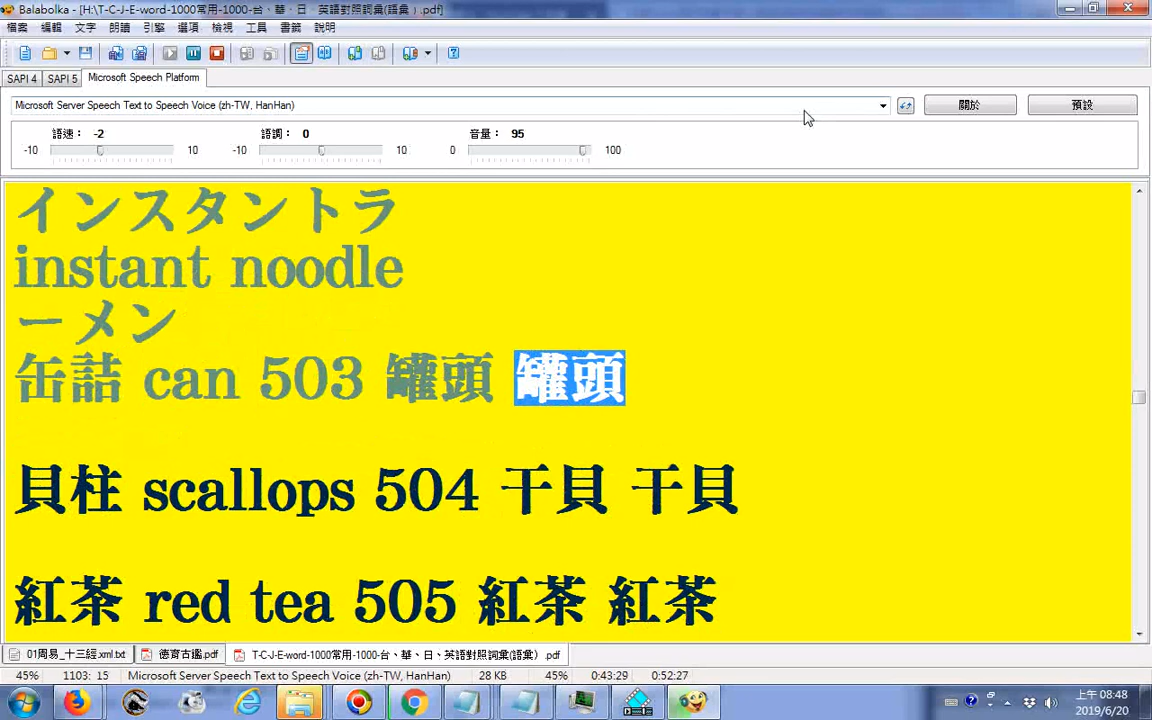 Balabolka - [H:\T-C-J-E-word-1000常用-1000-台、華、日、英語對照詞彙(語彙).pdf]
檔案 編輯 文字 朗讀 引擎 選項 檢視 工具 書籤 說明
SAPI 4 SAPI 5 Microsoft Speech Platform
Microsoft Server Speech Text to Speech Voice (zh-TW, HanHan) 關於 預設
語速: -2 語調: 0 音量: 95
-10 10 -10 10 0 100
インスタントラ
instant noodle
ーメン
缶詰 can 503 罐頭 罐頭
貝柱 scallops 504 干貝 干貝
紅茶 red tea 505 紅茶 紅茶
01周易_十三經.xml.txt 德育古鑑.pdf T-C-J-E-word-1000常用-1000-台、華、日、英語對照詞彙(語彙) .pdf
45% 1103: 15 Microsoft Server Speech Text to Speech Voice (zh-TW, HanHan) 28 KB 45% 0:43:29 0:52:27
上午 08:48
2019/6/20